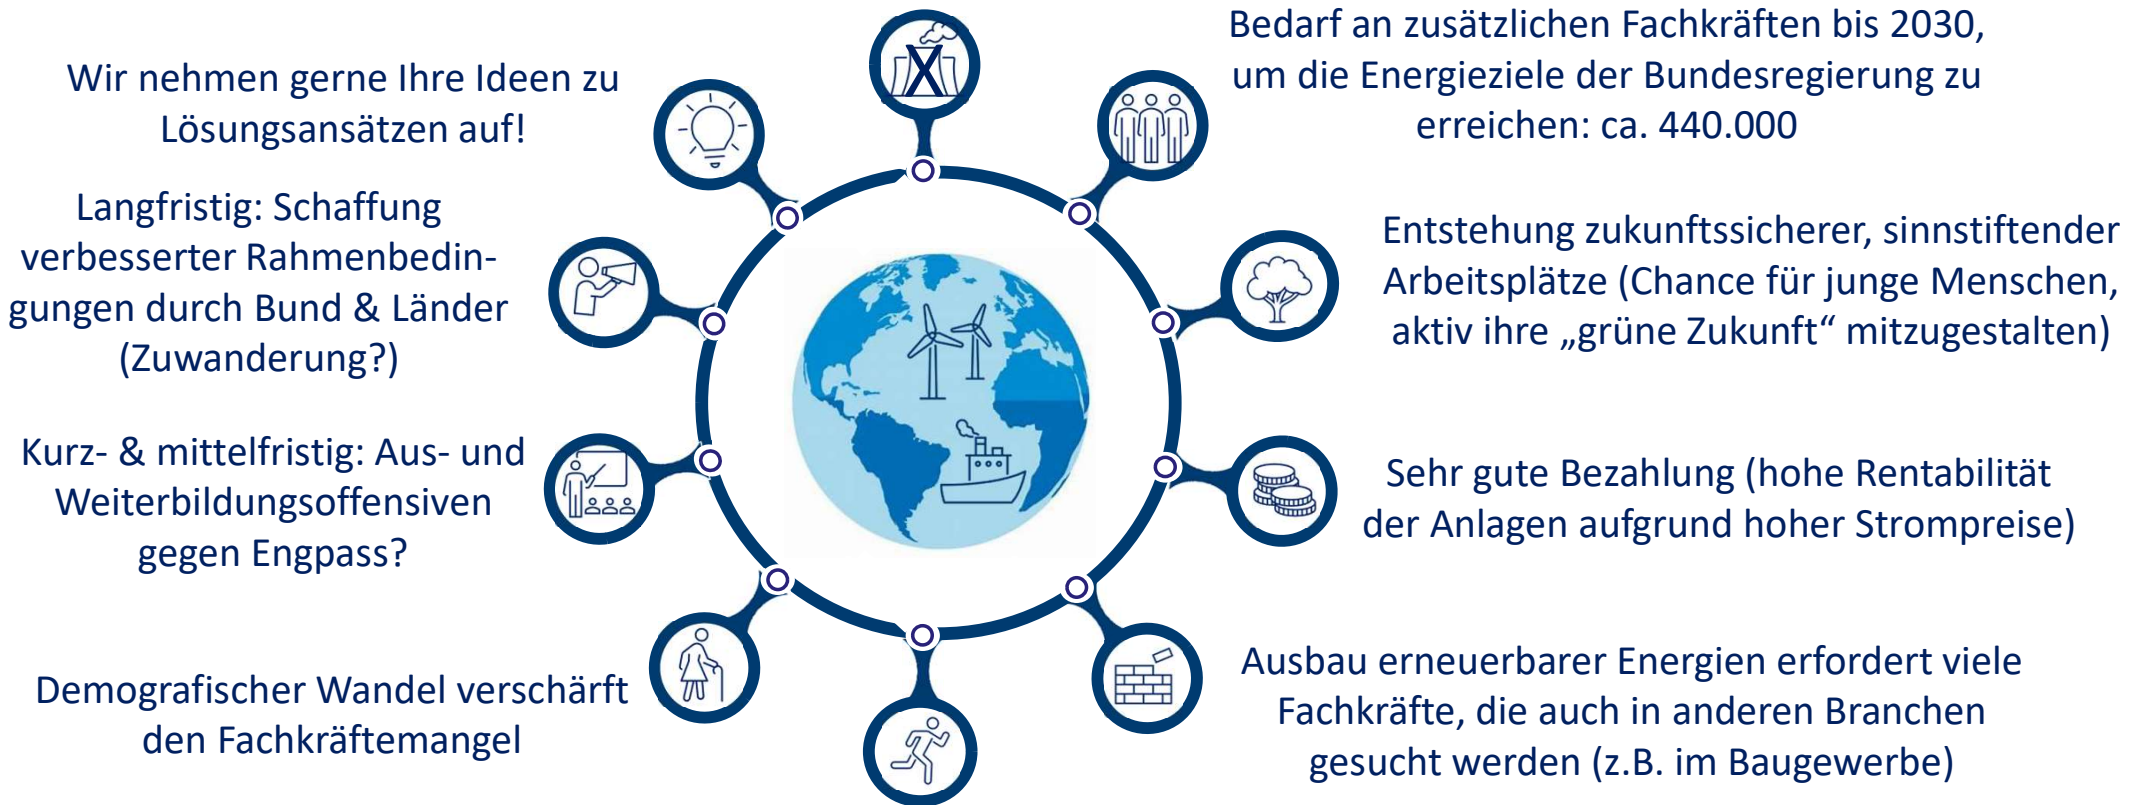 Wir nehmen gerne Ihre Ideen zu
Lösungsansätzen auf!
Langfristig: Schaffung
verbesserter Rahmenbedin-
gungen durch Bund & Länder
(Zuwanderung?)
Kurz- & mittelfristig: Aus- und
Weiterbildungsoffensiven
gegen Engpass?
Demografischer Wandel verschärft
den Fachkräftemangel
X
Bedarf an zusätzlichen Fachkräften bis 2030,
um die Energieziele der Bundesregierung zu
erreichen: ca. 440.000
Entstehung zukunftssicherer, sinnstiftender
Arbeitsplätze (Chance für junge Menschen,
aktiv ihre „grüne Zukunft“ mitzugestalten)
Sehr gute Bezahlung (hohe Rentabilität
der Anlagen aufgrund hoher Strompreise)
Ausbau erneuerbarer Energien erfordert viele
Fachkräfte, die auch in anderen Branchen
gesucht werden (z.B. im Baugewerbe)